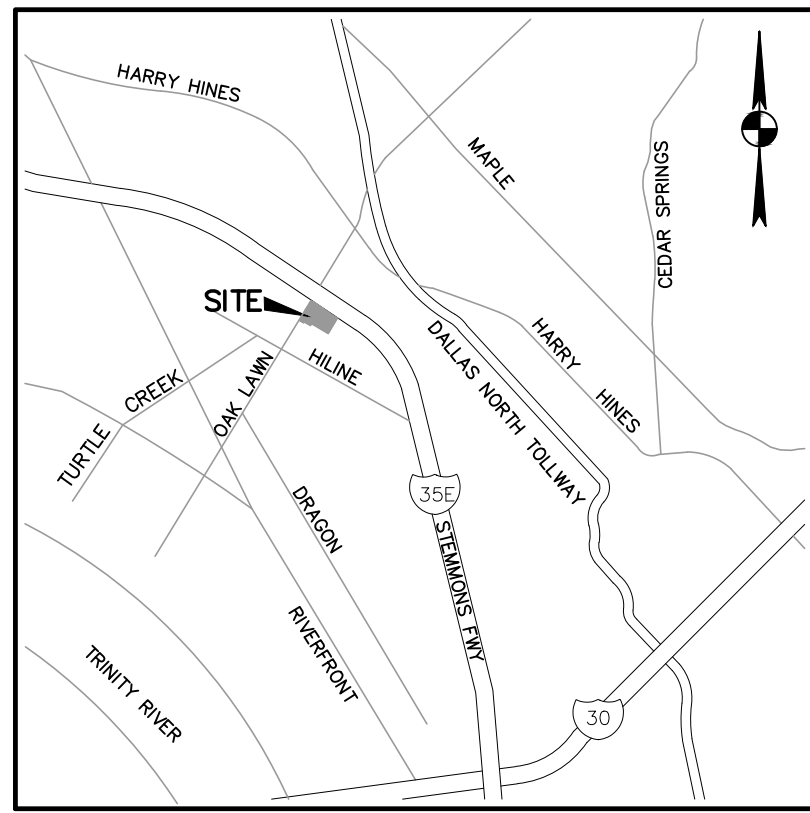 HARRY HINES
MAPLE
CEDAR SPRINGS
SITE
DALLAS NORTH TOLLWAY
HARRY HINES
HILINE
OAK LAWN
TURTLE CREEK
35E
STEMMONS FWY
DRAGON
RIVERFRONT
TRINITY RIVER
30